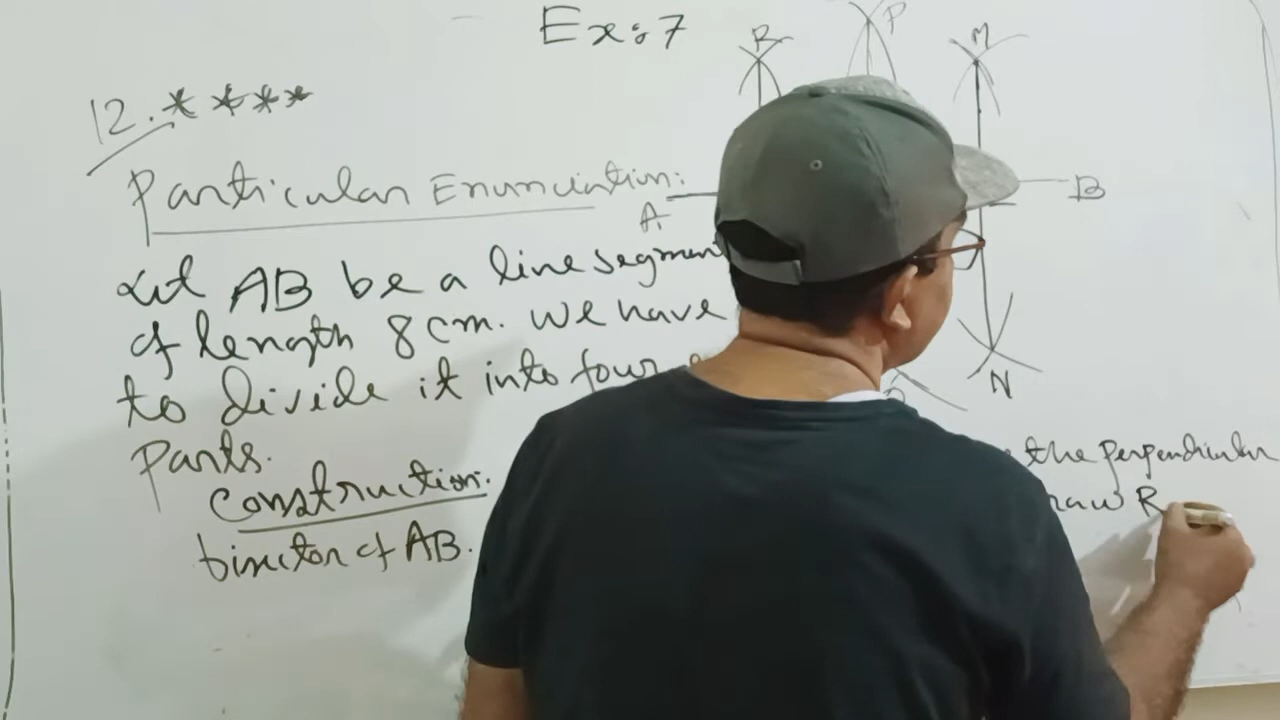 Ex: 7
12. ****
R P M
Particular Enunciation:
A B
Let AB be a line segment
of length 8 cm. We have
to divide it into four
N
the perpendicular
Parts.
Construction:
R
bisector of AB.